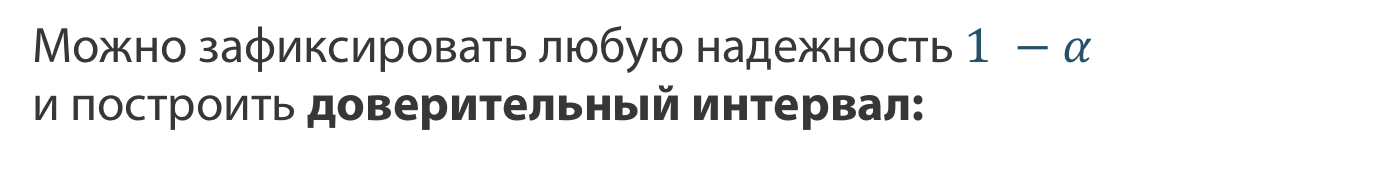 Можно зафиксировать любую надежность 1 − α
и построить доверительный интервал: